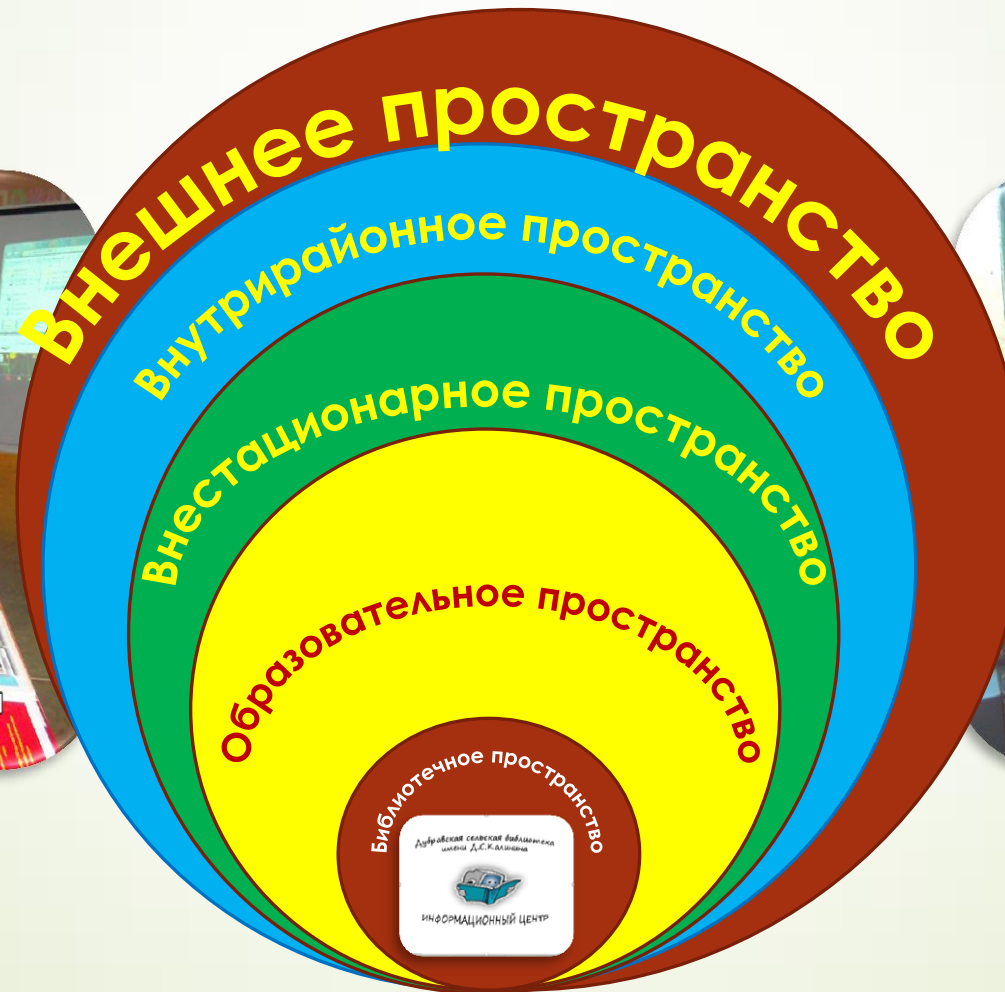 Внешнее пространство
Внутрирайонное пространство
Внестационарное пространство
Образовательное пространство
Библиотечное пространство
Дубравская сельская библиотека
имени Д.С.Калинина
ИНФОРМАЦИОННЫЙ ЦЕНТР